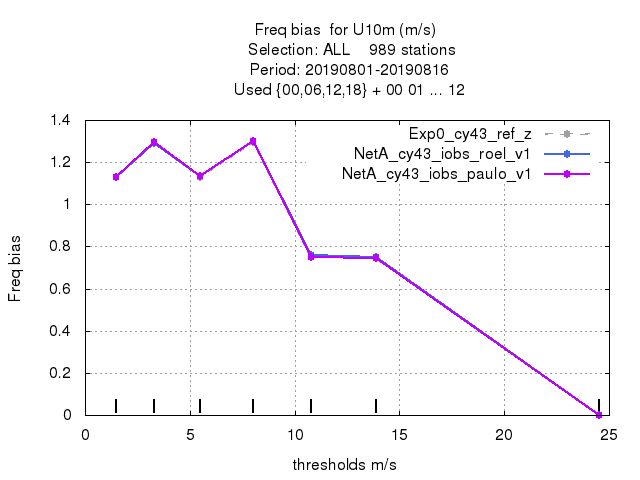 Freq bias  for U10m (m/s)
Selection: ALL    989 stations
Period: 20190801-20190816
Used {00,06,12,18} + 00 01 ... 12
Exp0_cy43_ref_z
NetA_cy43_iobs_roel_v1
NetA_cy43_iobs_paulo_v1
1.4
1.2
1
0.8
0.6
0.4
0.2
0
Freq bias
0 5 10 15 20 25
thresholds m/s